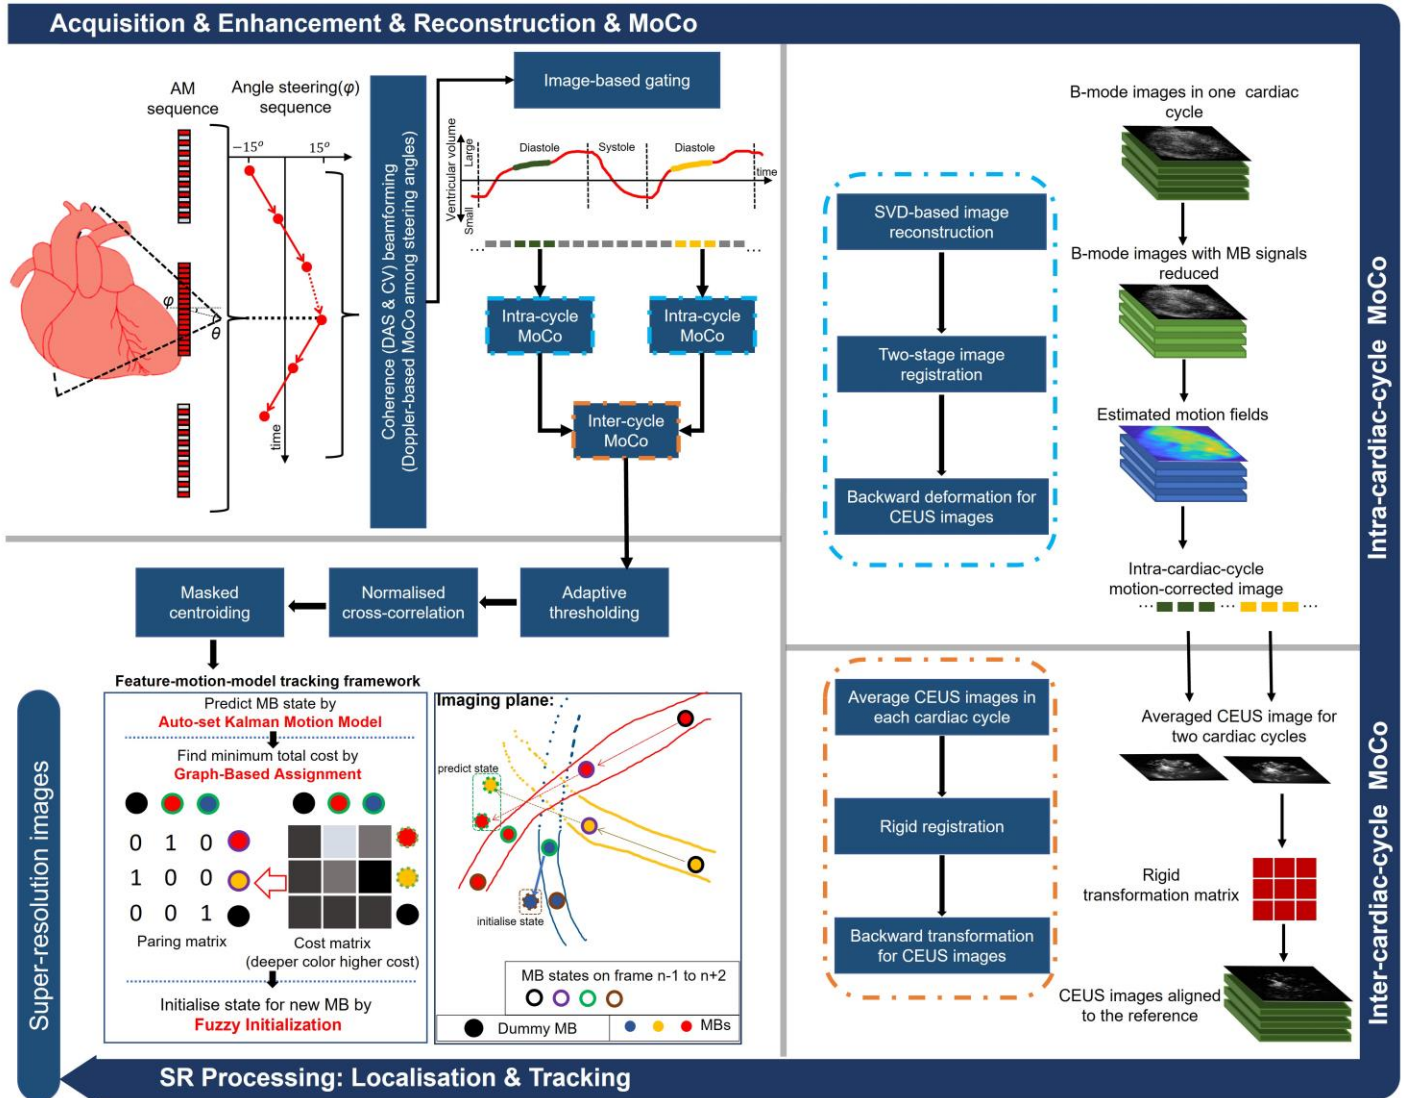 Acquisition & Enhancement & Reconstruction & MoCo
AM
sequence
Angle steering(φ)
sequence
−15°
15°
φ
θ
time
Coherence (DAS & CV) beamforming
(Doppler-based MoCo among steering angles)
Image-based gating
Ventricular volume
Small
Large
Diastole
Systole
Diastole
time
...
...
Intra-cycle
MoCo
Intra-cycle
MoCo
Inter-cycle
MoCo
SVD-based image
reconstruction
Two-stage image
registration
Backward deformation for
CEUS images
B-mode images in one cardiac
cycle
B-mode images with MB signals
reduced
Estimated motion fields
Intra-cardiac-cycle
motion-corrected image
... ... ...
Intra-cardiac-cycle MoCo
Average CEUS images in
each cardiac cycle
Rigid registration
Backward transformation
for CEUS images
Averaged CEUS image for
two cardiac cycles
Rigid
transformation matrix
CEUS images aligned
to the reference
Inter-cardiac-cycle MoCo
Adaptive
thresholding
Normalised
cross-correlation
Masked
centroiding
Feature-motion-model tracking framework
Predict MB state by
Auto-set Kalman Motion Model
Find minimum total cost by
Graph-Based Assignment
0 1 0
1 0 0
0 0 1
Paring matrix
Cost matrix
(deeper color higher cost)
Initialise state for new MB by
Fuzzy Initialization
Imaging plane:
predict state
initialise state
MB states on frame n-1 to n+2
Dummy MB
MBs
Super-resolution images
SR Processing: Localisation & Tracking